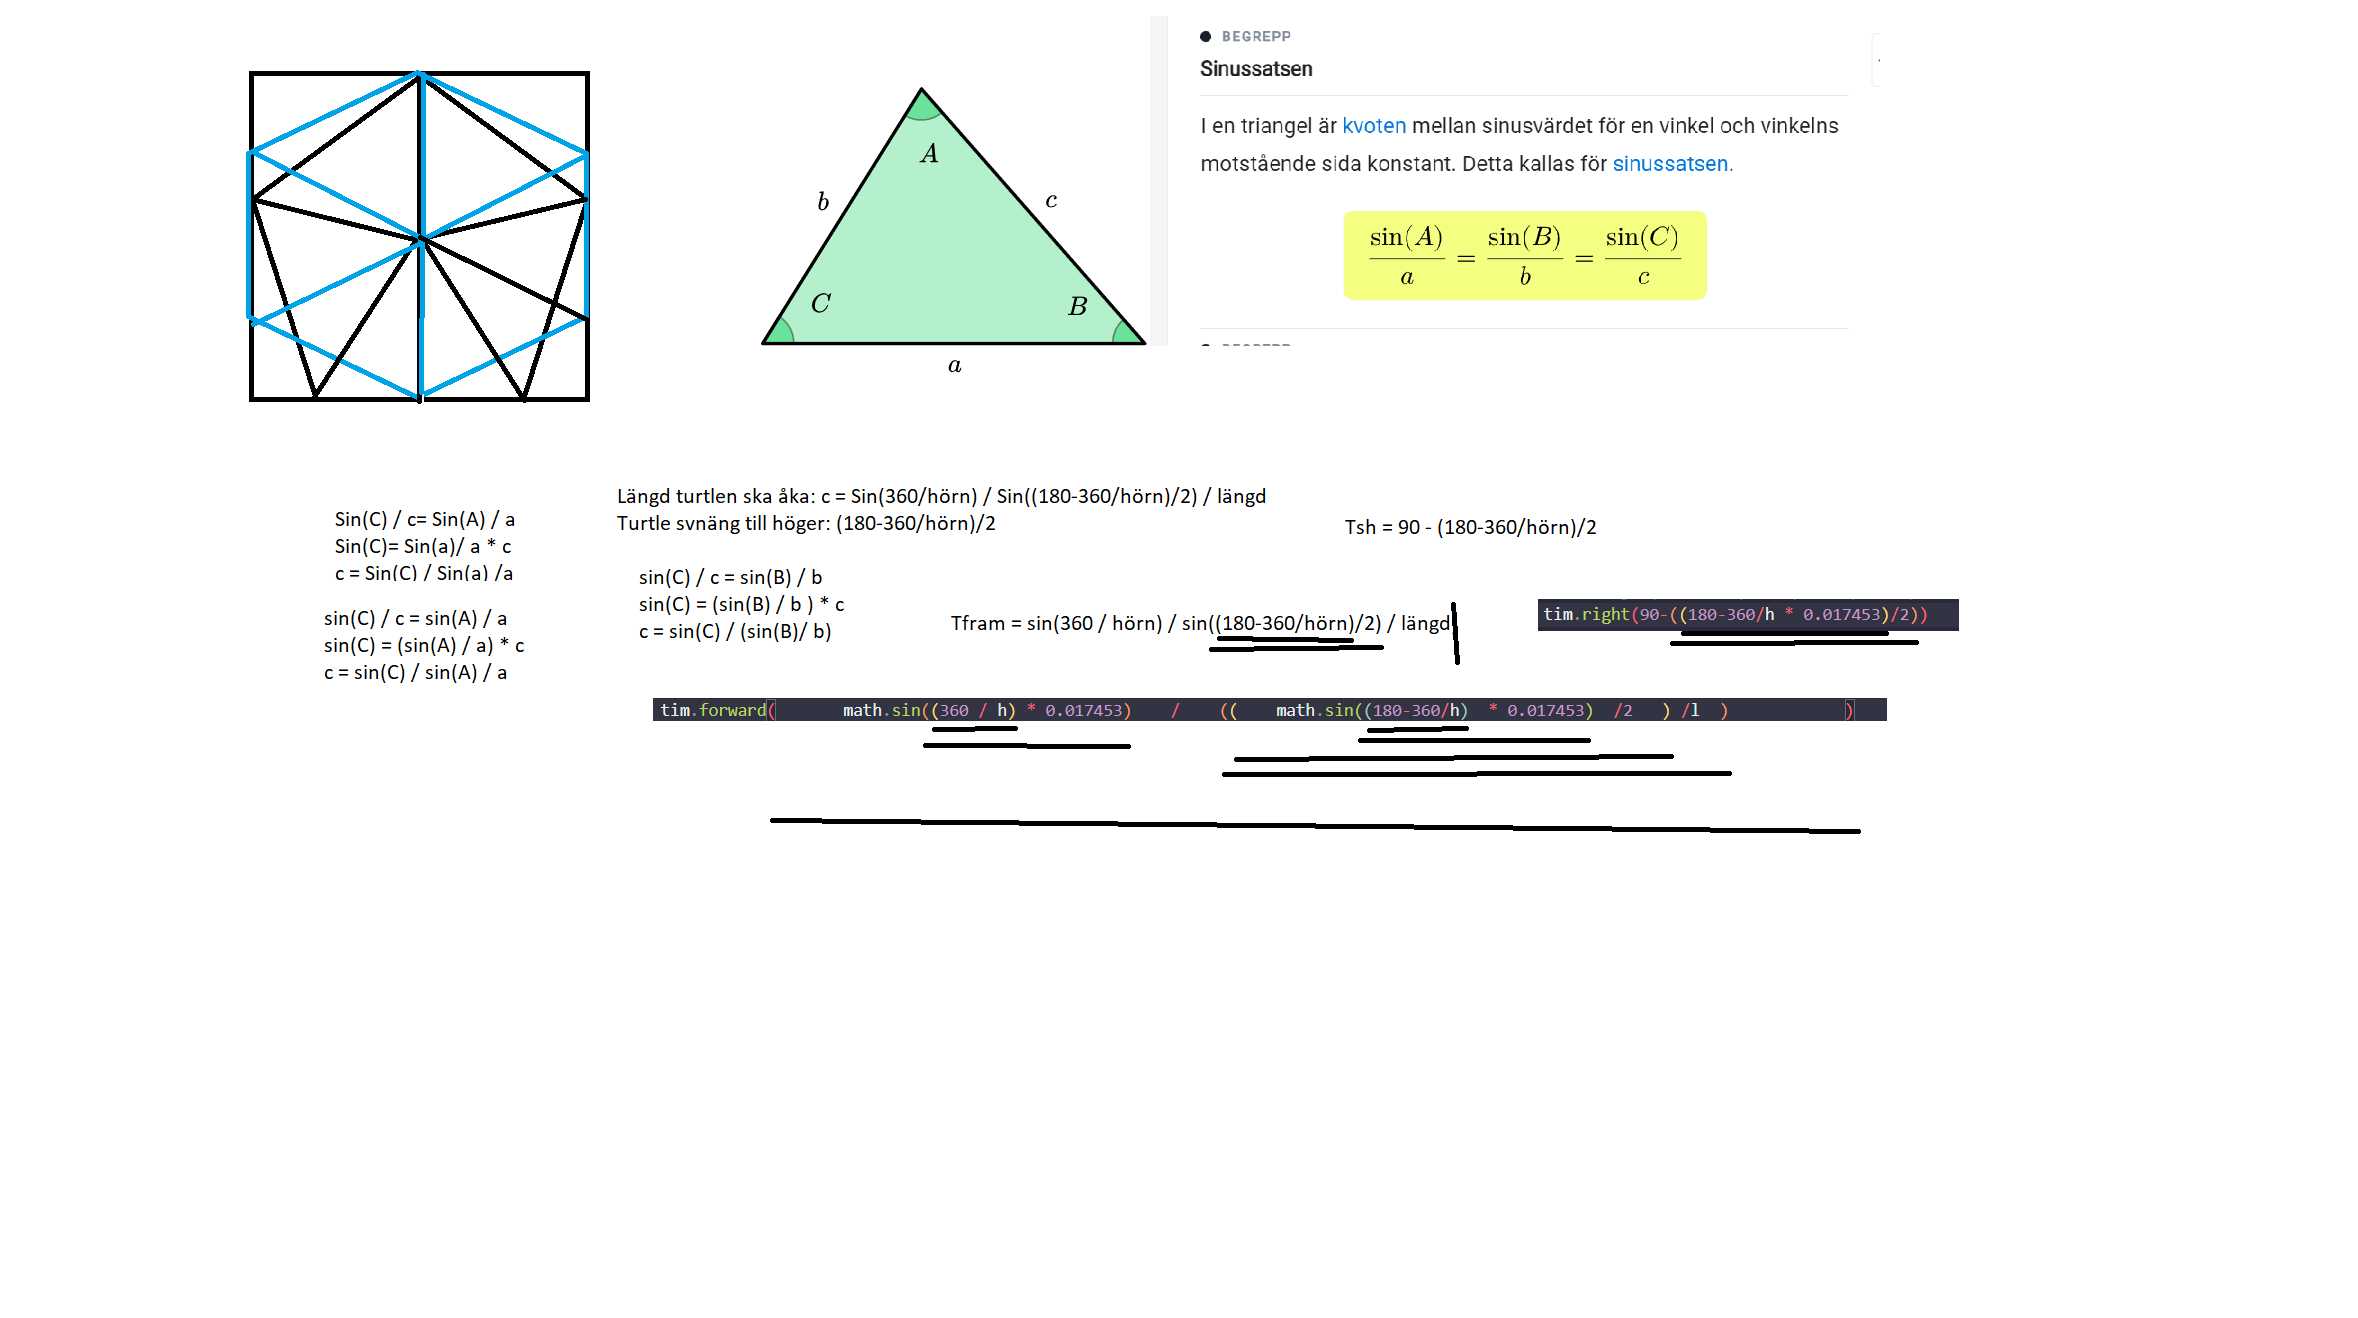 BEGREPP
Sinussatsen
I en triangel är kvoten mellan sinusvärdet för en vinkel och vinkelns
motstående sida konstant. Detta kallas för sinussatsen.
sin(A) / a = sin(B) / b = sin(C) / c
A
b
c
C
B
a
Längd turtlen ska åka: c = Sin(360/hörn) / Sin((180-360/hörn)/2) / längd
Turtle svnäng till höger: (180-360/hörn)/2
Tsh = 90 - (180-360/hörn)/2
Sin(C) / c= Sin(A) / a
Sin(C)= Sin(a)/ a * c
c = Sin(C) / Sin(a) /a
sin(C) / c = sin(A) / a
sin(C) = (sin(A) / a) * c
c = sin(C) / sin(A) / a
sin(C) / c = sin(B) / b
sin(C) = (sin(B) / b ) * c
c = sin(C) / (sin(B)/ b)
Tfram = sin(360 / hörn) / sin((180-360/hörn)/2) / längd
tim.right(90-((180-360/h * 0.017453)/2))
tim.forward( math.sin((360 / h) * 0.017453) / (( math.sin((180-360/h) * 0.017453) /2 ) /l ) )